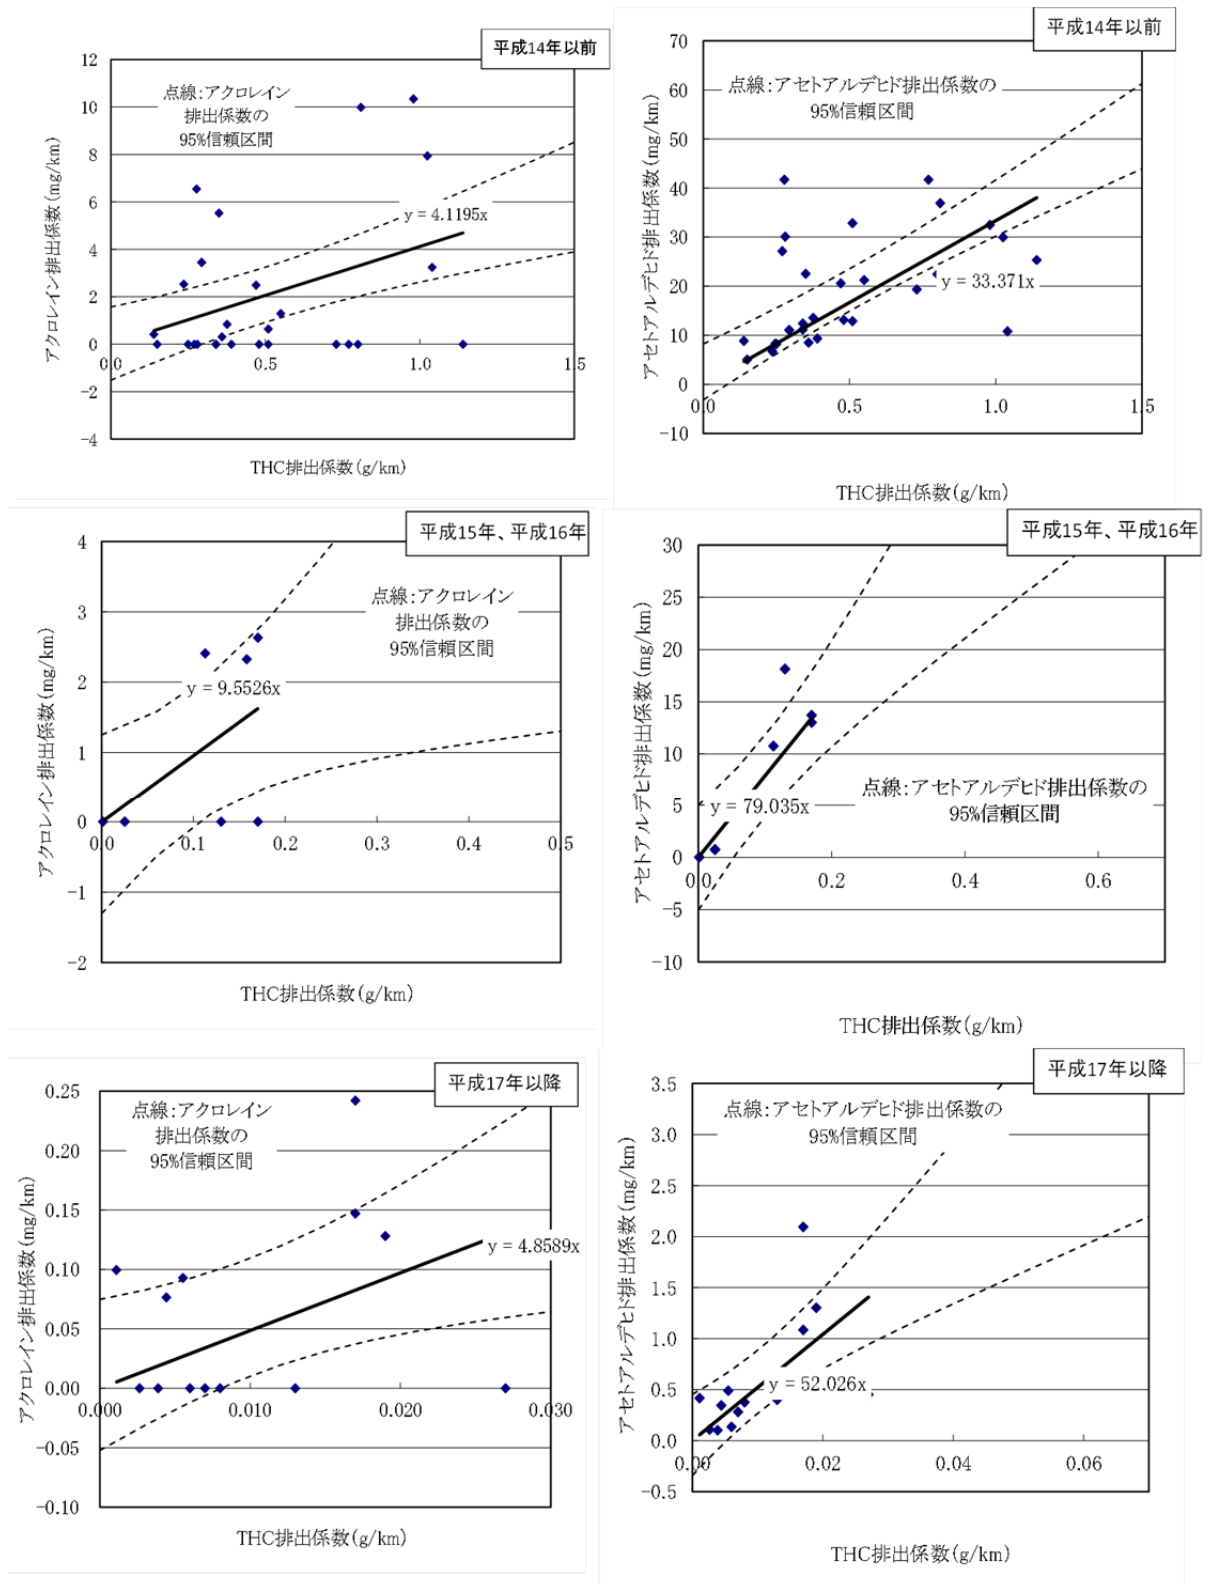 平成14年以前
12
10
8
6
4
2
0
−2
−4
点線：アクロレイン
排出係数の
95%信頼区間
y = 4.1195x
0.0
0.5
1.0
1.5
アクロレイン排出係数(mg/km)
THC排出係数(g/km)
平成14年以前
70
60
50
40
30
20
10
0
−10
点線：アセトアルデヒド排出係数の
95%信頼区間
y = 33.371x
0.0
0.5
1.0
1.5
アセトアルデヒド排出係数(mg/km)
THC排出係数(g/km)
平成15年、平成16年
4
3
2
1
0
−1
−2
点線：アクロレイン
排出係数の
95%信頼区間
y = 9.5526x
0.0
0.1
0.2
0.3
0.4
0.5
アクロレイン排出係数(mg/km)
THC排出係数(g/km)
平成15年、平成16年
30
25
20
15
10
5
0
−5
−10
y = 79.035x
点線：アセトアルデヒド排出係数の
95%信頼区間
0.0
0.2
0.4
0.6
アセトアルデヒド排出係数(mg/km)
THC排出係数(g/km)
平成17年以降
0.25
0.20
0.15
0.10
0.05
0.00
−0.05
−0.10
点線：アクロレイン
排出係数の
95%信頼区間
y = 4.8589x
0.000
0.010
0.020
0.030
アクロレイン排出係数(mg/km)
THC排出係数(g/km)
平成17年以降
3.5
3.0
2.5
2.0
1.5
1.0
0.5
0.0
−0.5
点線：アセトアルデヒド排出係数の
95%信頼区間
y = 52.026x
0.00
0.02
0.04
0.06
アセトアルデヒド排出係数(mg/km)
THC排出係数(g/km)